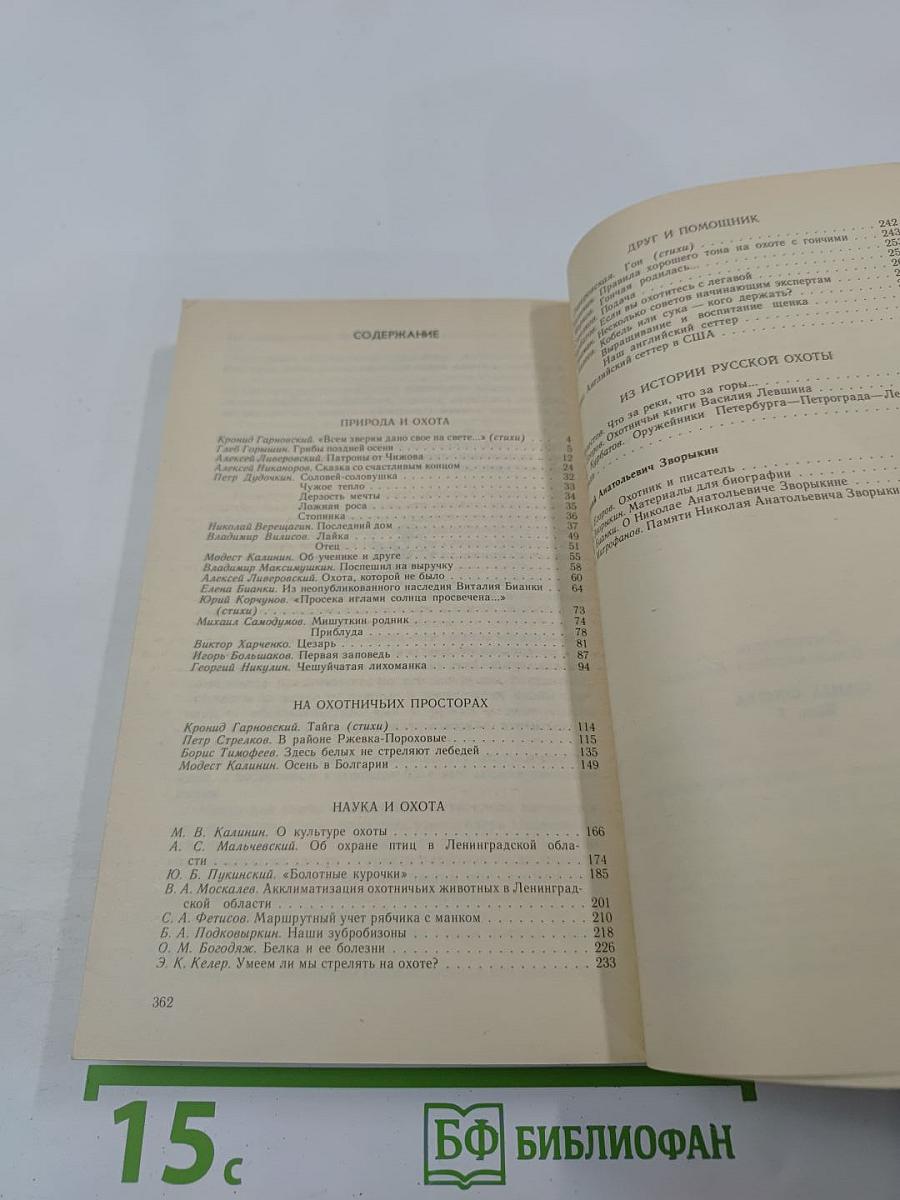 СОДЕРЖАНИЕ
ПРИРОДА И ОХОТА
Кронид Гарновский. «Всем зверям дано свое на свете...» (стихи) . . . 4
Глеб Горышин. Грибы поздней осени . . . 5
Алексей Ливеровский. Патроны от Чижова . . . 12
Алексей Никаноров. Сказка со счастливым концом . . . 24
Петр Дудочкин. Соловей-соловушка . . . 32
Чужое тепло . . . 33
Дерзость мечты . . . 34
Ложная роса . . . 35
Стопинка . . . 36
Николай Верещагин. Последний дом . . . 37
Владимир Вилисов. Лайка . . . 49
Отец . . . 51
Модест Калинин. Об ученике и друге . . . 55
Владимир Максимушкин. Поспешил на выручку . . . 58
Алексей Ливеровский. Охота, которой не было . . . 60
Елена Бианки. Из неопубликованного наследия Виталия Бианки . . 64
Юрий Корчунов. «Просека иглами солнца просвечена...»
(стихи) . . . 73
Михаил Самодумов. Мишуткин родник . . . 74
Приблуда . . . 78
Виктор Харченко. Цезарь . . . 81
Игорь Большаков. Первая заповедь . . . 87
Георгий Никулин. Чешуйчатая лихоманка . . . 94
НА ОХОТНИЧЬИХ ПРОСТОРАХ
Кронид Гарновский. Тайга (стихи) . . . 114
Петр Стрелков. В районе Ржевка-Пороховые . . . 115
Борис Тимофеев. Здесь белых не стреляют лебедей . . . 135
Модест Калинин. Осень в Болгарии . . . 149
НАУКА И ОХОТА
М. В. Калинин. О культуре охоты . . . 166
А. С. Мальчевский. Об охране птиц в Ленинградской обла-
сти . . . 174
Ю. Б. Пукинский. «Болотные курочки» . . . 185
В. А. Москалев. Акклиматизация охотничьих животных в Ленинград-
ской области . . . 201
С. А. Фетисов. Маршрутный учет рябчика с манком . . . 210
Б. А. Подковыркин. Наши зубробизоны . . . 218
О. М. Богодяж. Белка и ее болезни . . . 226
Э. К. Келер. Умеем ли мы стрелять на охоте? . . . 233
362
ДРУГ И ПОМОЩНИК
Гон (стихи) . . . 242
Правила хорошего тона на охоте с гончими . . . 243
Гончая родилась...
Подача
Если вы охотитесь с легавой
Несколько советов начинающим экспертам
Кобель или сука — кого держать?
Выращивание и воспитание щенка
Наш английский сеттер
Английский сеттер в США
ИЗ ИСТОРИИ РУССКОЙ ОХОТЫ
Что за реки, что за горы...
Охотничьи книги Василия Левшина
Оружейники Петербурга—Петрограда—Ле
Анатольевич Зворыкин
Охотник и писатель
Материалы для биографии
О Николае Анатольевиче Зворыкине
Памяти Николая Анатольевича Зворыки
15 с
БФ БИБЛИОФАН